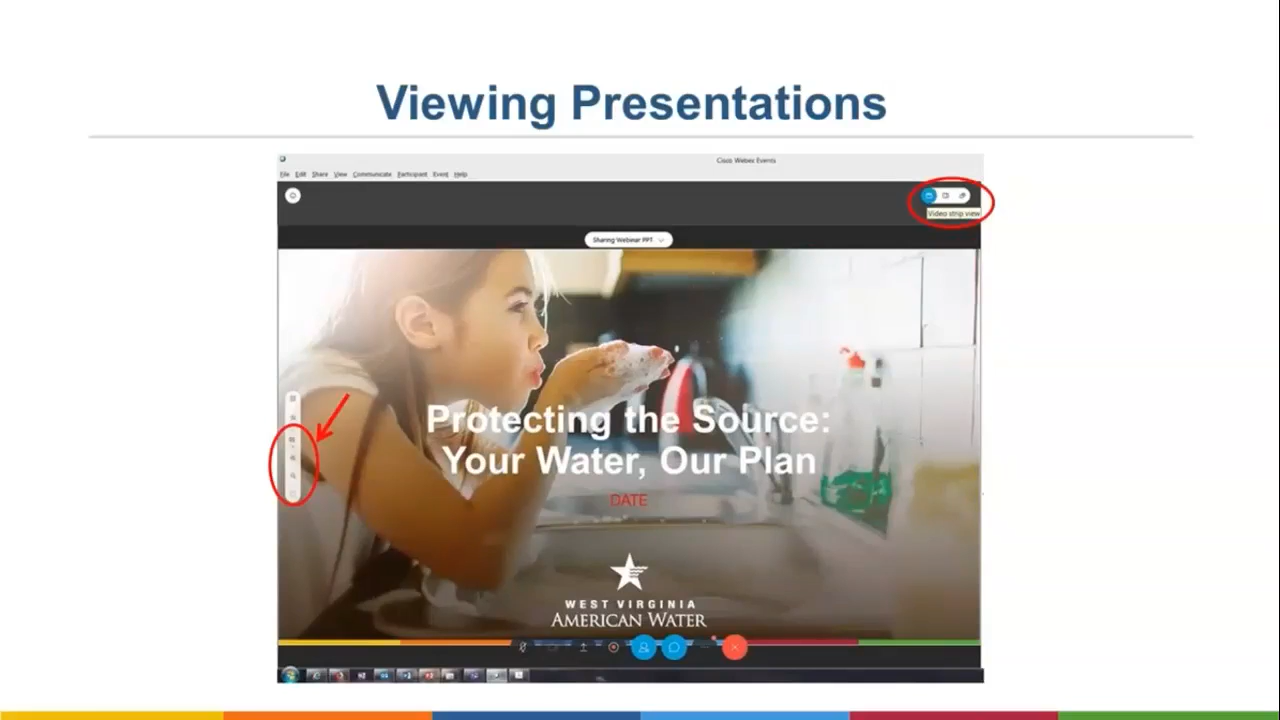 Viewing Presentations
Cisco Webex Events
File Edit Share View Communicate Participant Event Help
Video strip view
Sharing Webinar PPT
Protecting the Source:
Your Water, Our Plan
DATE
WEST VIRGINIA
AMERICAN WATER